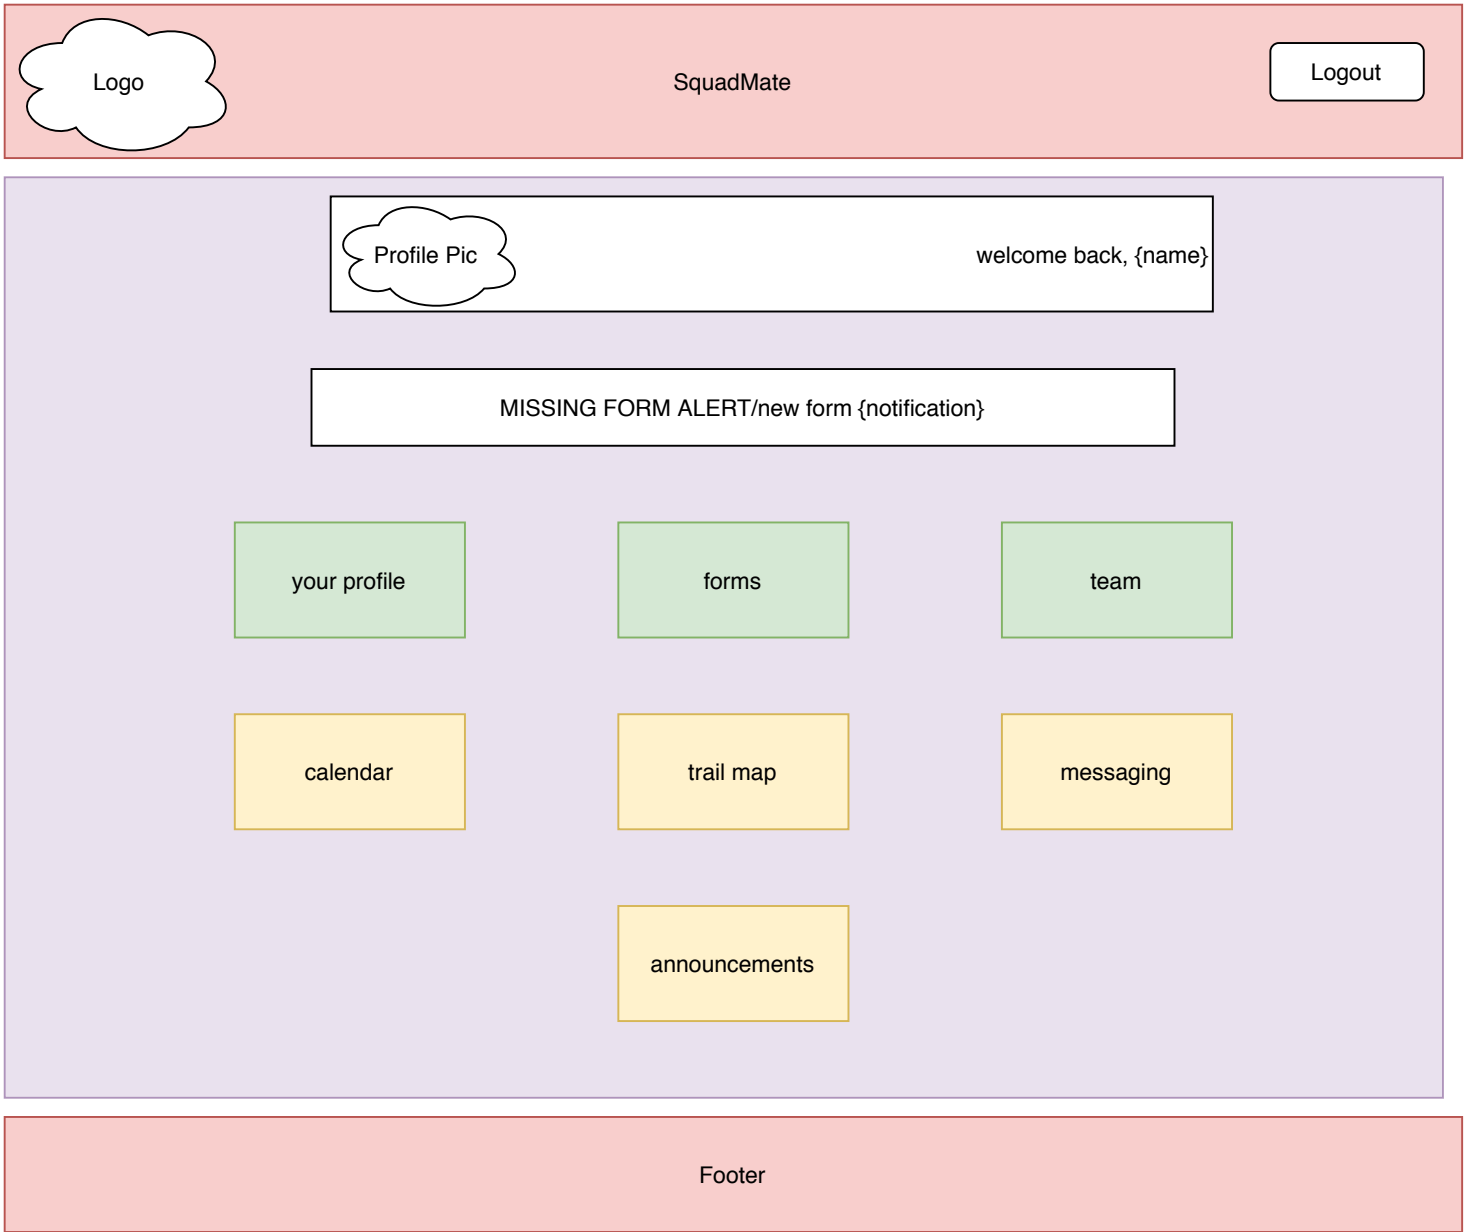 Logo
SquadMate
Logout
Profile Pic
welcome back, {name}
MISSING FORM ALERT/new form {notification}
your profile
forms
team
calendar
trail map
messaging
announcements
Footer